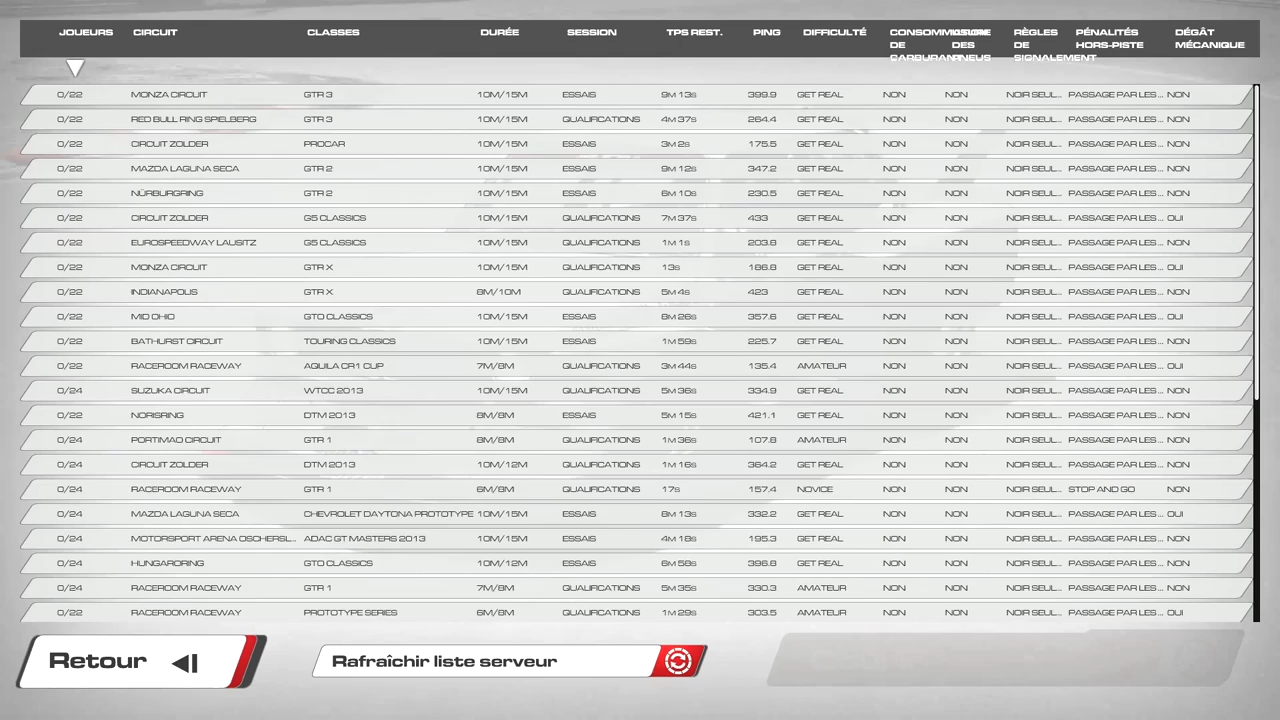 JOUEURS CIRCUIT CLASSES DURÉE SESSION TPS REST. PING DIFFICULTÉ CONSOMMATION DE CARBURANT USURE DES PNEUS RÈGLES DE SIGNALEMENT PÉNALITÉS HORS-PISTE DÉGÂT MÉCANIQUE
0/22 MONZA CIRCUIT GTR 3 10M/15M ESSAIS 9M 13S 399.9 GET REAL NON NON NOIR SEUL... PASSAGE PAR LES... NON
0/22 RED BULL RING SPIELBERG GTR 3 10M/15M QUALIFICATIONS 4M 37S 264.4 GET REAL NON NON NOIR SEUL... PASSAGE PAR LES... NON
0/22 CIRCUIT ZOLDER PROCAR 10M/15M ESSAIS 3M 2S 175.5 GET REAL NON NON NOIR SEUL... PASSAGE PAR LES... NON
0/22 MAZDA LAGUNA SECA GTR 2 10M/15M ESSAIS 9M 12S 347.2 GET REAL NON NON NOIR SEUL... PASSAGE PAR LES... NON
0/22 NÜRBURGRING GTR 2 10M/15M ESSAIS 6M 10S 230.5 GET REAL NON NON NOIR SEUL... PASSAGE PAR LES... NON
0/22 CIRCUIT ZOLDER G5 CLASSICS 10M/15M QUALIFICATIONS 7M 37S 433 GET REAL NON NON NOIR SEUL... PASSAGE PAR LES... OUI
0/22 EUROSPEEDWAY LAUSITZ G5 CLASSICS 10M/15M QUALIFICATIONS 1M 1S 203.8 GET REAL NON NON NOIR SEUL... PASSAGE PAR LES... NON
0/22 MONZA CIRCUIT GTR X 10M/15M QUALIFICATIONS 13S 186.8 GET REAL NON NON NOIR SEUL... PASSAGE PAR LES... OUI
0/22 INDIANAPOLIS GTR X 8M/10M QUALIFICATIONS 5M 4S 423 GET REAL NON NON NOIR SEUL... PASSAGE PAR LES... NON
0/22 MID OHIO GTO CLASSICS 10M/15M QUALIFICATIONS 8M 26S 357.6 GET REAL NON NON NOIR SEUL... PASSAGE PAR LES... OUI
0/22 BATHURST CIRCUIT TOURING CLASSICS 10M/15M QUALIFICATIONS 1M 59S 225.7 GET REAL NON NON NOIR SEUL... PASSAGE PAR LES... NON
0/22 RACEROOM RACEWAY AQUILA CR1 CUP 7M/8M QUALIFICATIONS 3M 44S 135.4 AMATEUR NON NON NOIR SEUL... PASSAGE PAR LES... OUI
0/24 SUZUKA CIRCUIT WTCC 2013 10M/15M QUALIFICATIONS 5M 36S 334.9 GET REAL NON NON NOIR SEUL... PASSAGE PAR LES... NON
0/22 NORISRING DTM 2013 8M/8M ESSAIS 5M 15S 421.1 GET REAL NON NON NOIR SEUL... PASSAGE PAR LES... NON
0/24 PORTIMAO CIRCUIT GTR 1 8M/8M QUALIFICATIONS 1M 36S 107.8 AMATEUR NON NON NOIR SEUL... PASSAGE PAR LES... NON
0/24 CIRCUIT ZOLDER DTM 2013 10M/12M ESSAIS 1M 16S 364.2 GET REAL NON NON NOIR SEUL... PASSAGE PAR LES... NON
0/24 RACEROOM RACEWAY GTR 1 6M/8M QUALIFICATIONS 17S 157.4 NOVICE NON NON NOIR SEUL... STOP AND GO NON
0/24 MAZDA LAGUNA SECA CHEVROLET DAYTONA PROTOTYPE 10M/15M ESSAIS 8M 13S 332.2 GET REAL NON NON NOIR SEUL... PASSAGE PAR LES... OUI
0/24 MOTORSPORT ARENA OSCHERSL... ADAC GT MASTERS 2013 10M/15M ESSAIS 4M 18S 195.3 GET REAL NON NON NOIR SEUL... PASSAGE PAR LES... NON
0/24 HUNGARORING GTO CLASSICS 10M/12M ESSAIS 6M 58S 396.8 GET REAL NON NON NOIR SEUL... PASSAGE PAR LES... NON
0/24 RACEROOM RACEWAY GTR 1 7M/8M QUALIFICATIONS 5M 35S 330.3 AMATEUR NON NON NOIR SEUL... PASSAGE PAR LES... NON
0/22 RACEROOM RACEWAY PROTOTYPE SERIES 6M/8M QUALIFICATIONS 1M 29S 303.5 AMATEUR NON NON NOIR SEUL... PASSAGE PAR LES... OUI
Retour
Rafraîchir liste serveur